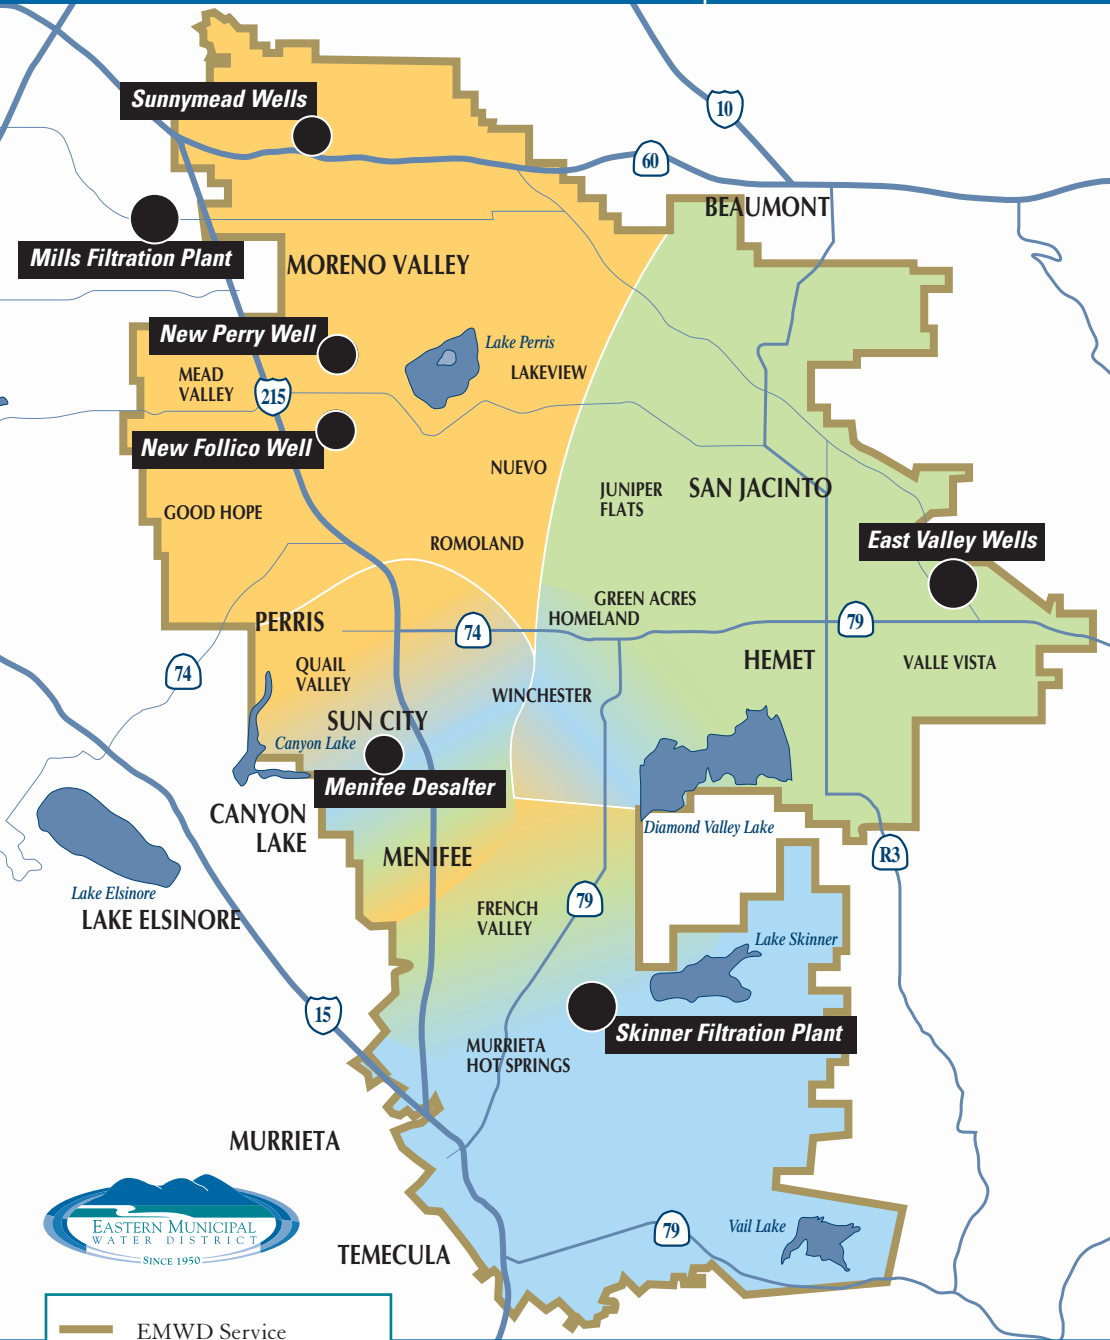 Sunnymead Wells
10
60
BEAUMONT
Mills Filtration Plant
MORENO VALLEY
New Perry Well
Lake Perris
LAKEVIEW
MEAD
VALLEY
215
New Follico Well
NUEVO
JUNIPER
FLATS
SAN JACINTO
GOOD HOPE
ROMOLAND
East Valley Wells
GREEN ACRES
HOMELAND
PERRIS
74
79
QUAIL
VALLEY
74
HEMET
VALLE VISTA
WINCHESTER
SUN CITY
Canyon Lake
Menifee Desalter
CANYON
LAKE
Diamond Valley Lake
MENIFEE
R3
Lake Elsinore
LAKE ELSINORE
79
FRENCH
VALLEY
Lake Skinner
15
Skinner Filtration Plant
MURRIETA
HOT SPRINGS
MURRIETA
EASTERN MUNICIPAL
WATER DISTRICT
SINCE 1950
TEMECULA
79
Vail Lake
EMWD Service